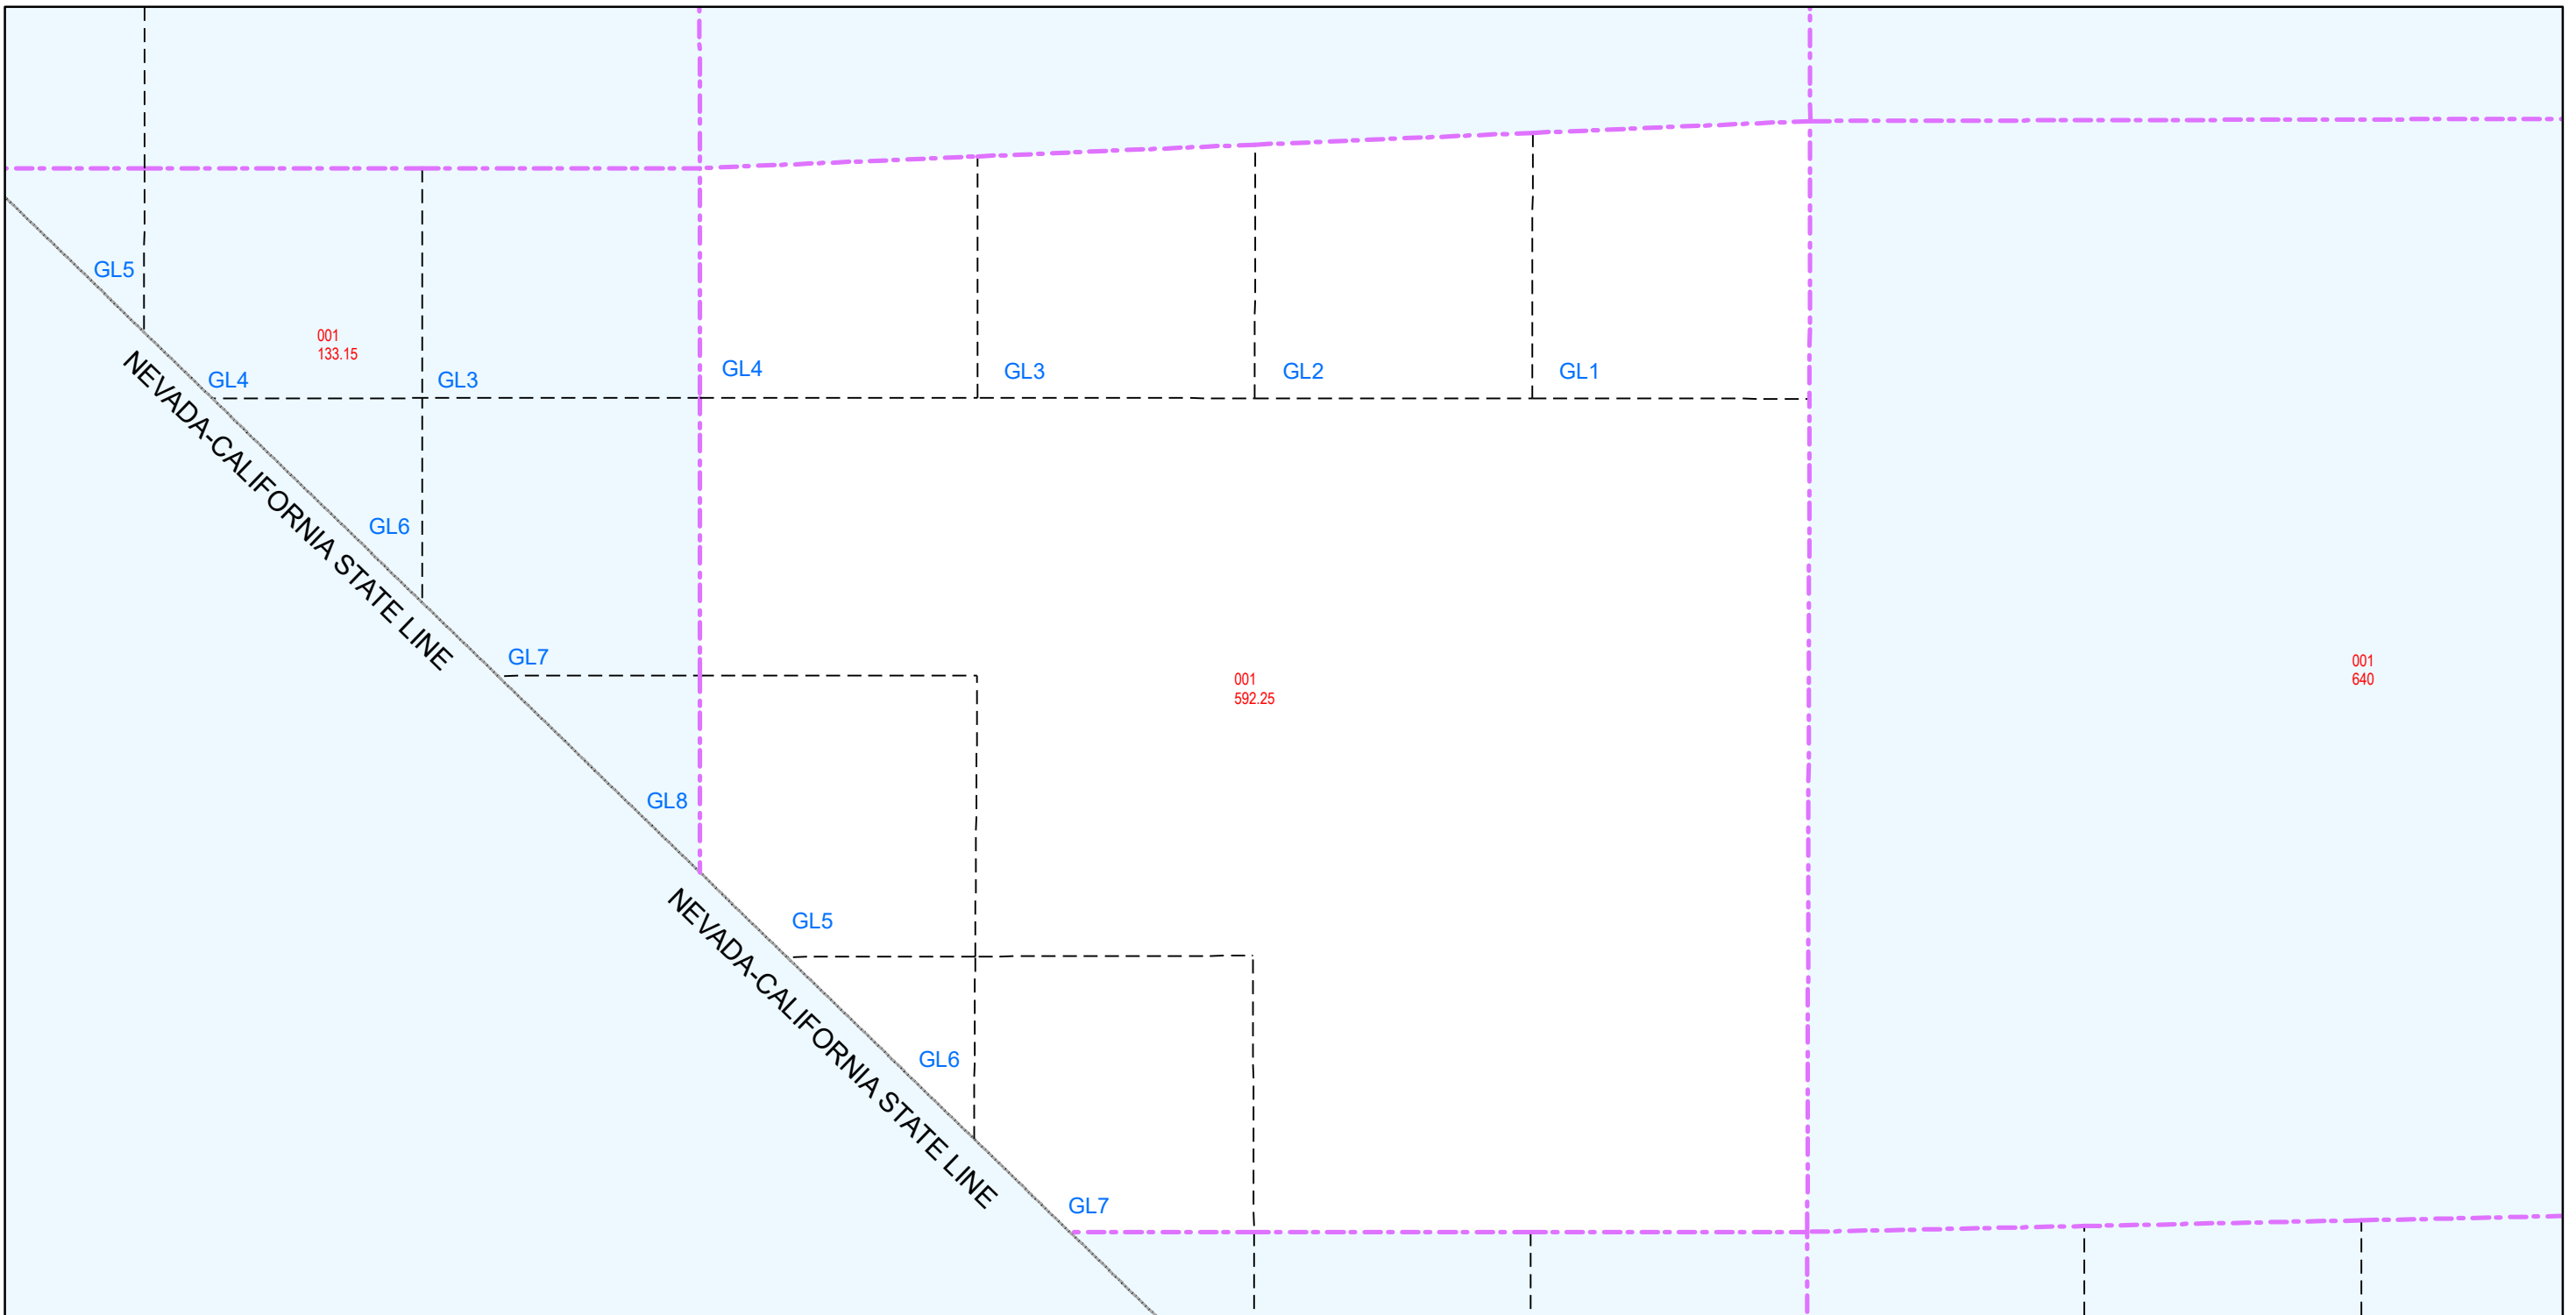 GL5
001
133.15
GL4
GL3
GL4
GL3
GL2
GL1
NEVADA-CALIFORNIA STATE LINE
GL6
GL7
001
592.25
001
640
GL8
NEVADA-CALIFORNIA STATE LINE
GL5
GL6
GL7